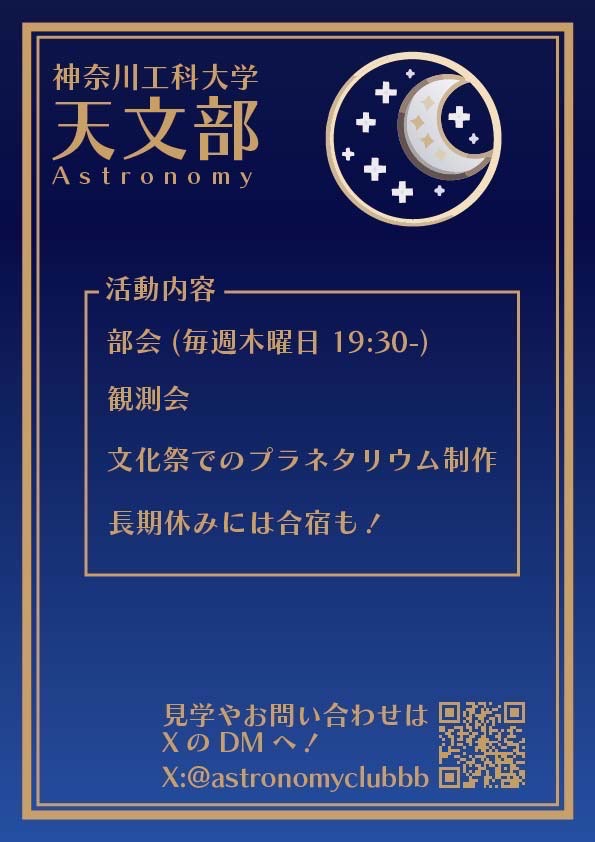 神奈川工科大学
天文部
Astronomy
活動内容
部会 (毎週木曜日 19:30-)
観測会
文化祭でのプラネタリウム制作
長期休みには合宿も！
見学やお問い合わせは
XのDMへ！
X:@astronomyclubbb